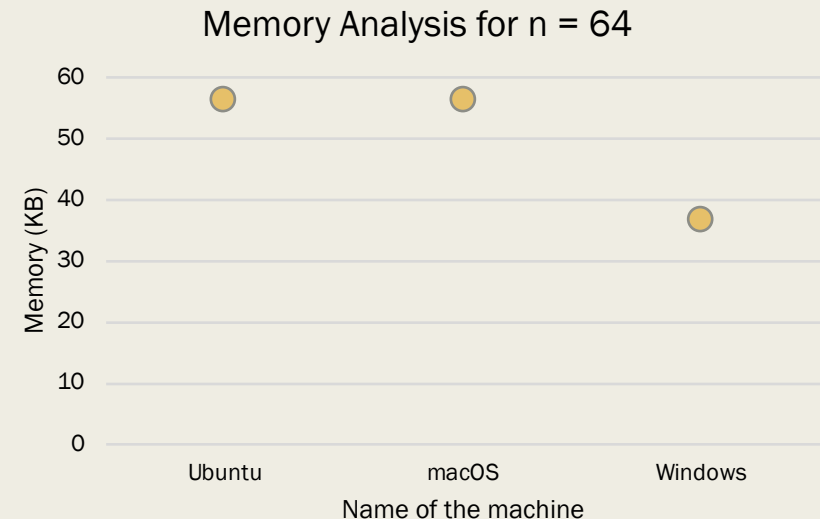 Memory Analysis for n = 64
60
50
40
30
20
10
0
Memory (KB)
Ubuntu macOS Windows
Name of the machine